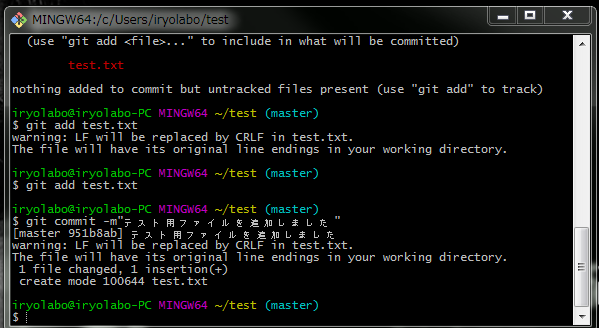 MINGW64:/c/Users/iryolabo/test
(use "git add <file>..." to include in what will be committed)
test.txt
nothing added to commit but untracked files present (use "git add" to track)
iryolabo@iryolabo-PC MINGW64 ~/test (master)
$ git add test.txt
warning: LF will be replaced by CRLF in test.txt.
The file will have its original line endings in your working directory.
iryolabo@iryolabo-PC MINGW64 ~/test (master)
$ git add test.txt
iryolabo@iryolabo-PC MINGW64 ~/test (master)
$ git commit -m"テスト用ファイルを追加しました"
[master 951b8ab] テスト用ファイルを追加しました
warning: LF will be replaced by CRLF in test.txt.
The file will have its original line endings in your working directory.
1 file changed, 1 insertion(+)
create mode 100644 test.txt
iryolabo@iryolabo-PC MINGW64 ~/test (master)
$